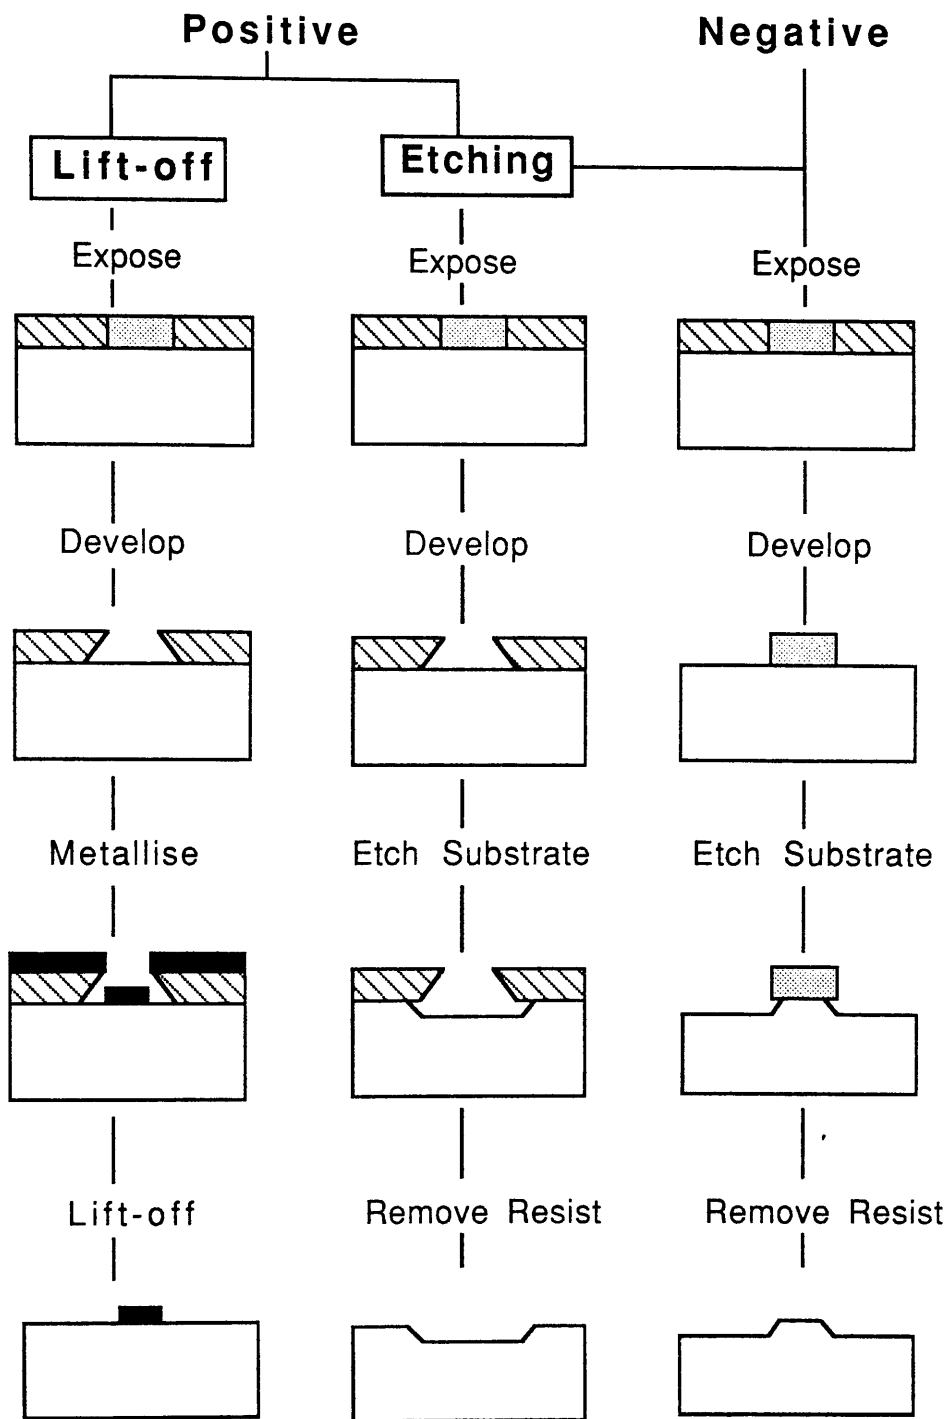 Positive Negative
Lift-off Etching
Expose Expose Expose
Develop Develop Develop
Metallise Etch Substrate Etch Substrate
Lift-off Remove Resist Remove Resist